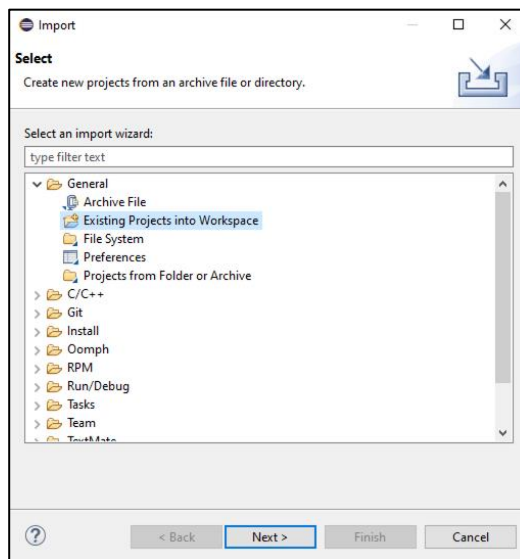 Import
Select
Create new projects from an archive file or directory.
Select an import wizard:
type filter text
General
Archive File
Existing Projects into Workspace
File System
Preferences
Projects from Folder or Archive
C/C++
Git
Install
Oomph
RPM
Run/Debug
Tasks
Team
TextMate
?
< Back Next > Finish Cancel